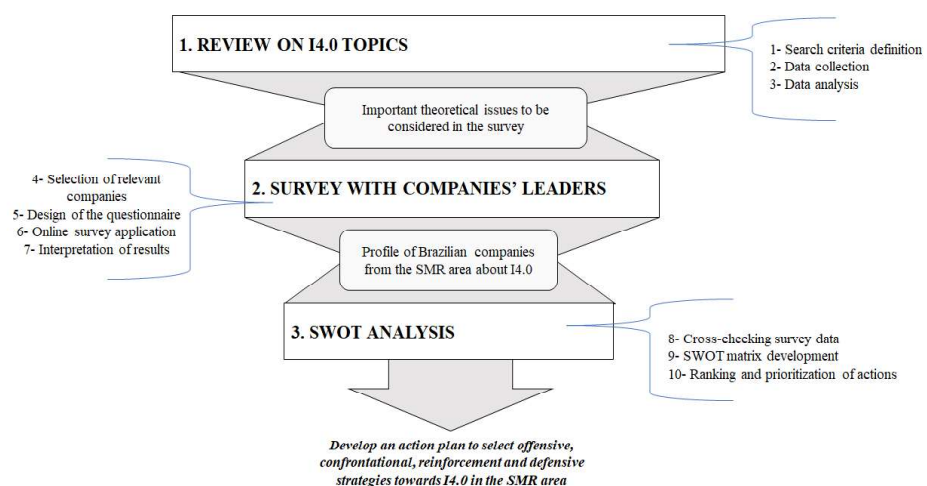 1. REVIEW ON I4.0 TOPICS
1- Search criteria definition
2- Data collection
3- Data analysis
Important theoretical issues to be
considered in the survey
4- Selection of relevant
companies
5- Design of the questionnaire
6- Online survey application
7- Interpretation of results
2. SURVEY WITH COMPANIES’ LEADERS
Profile of Brazilian companies
from the SMR area about I4.0
3. SWOT ANALYSIS
8- Cross-checking survey data
9- SWOT matrix development
10- Ranking and prioritization of actions
Develop an action plan to select offensive,
confrontational, reinforcement and defensive
strategies towards I4.0 in the SMR area